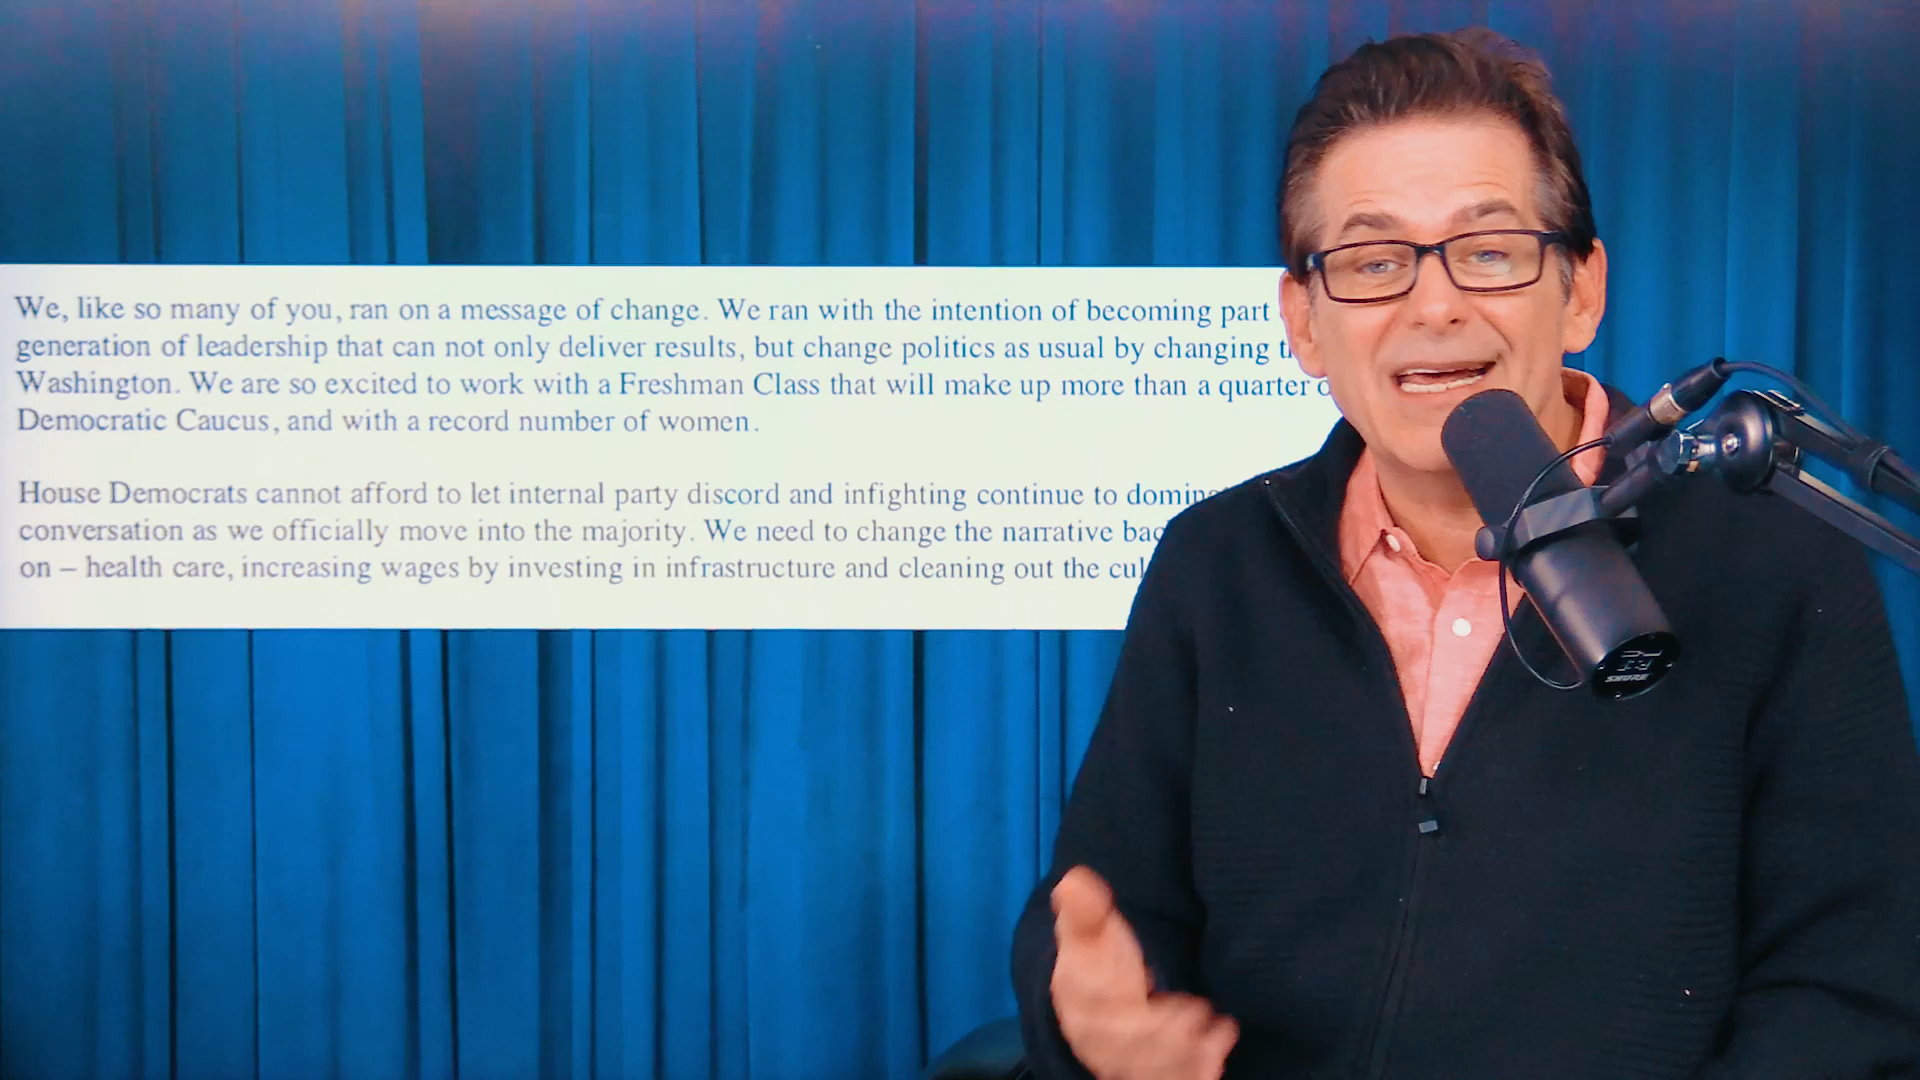 We, like so many of you, ran on a message of change. We ran with the intention of becoming part
generation of leadership that can not only deliver results, but change politics as usual by changing
Washington. We are so excited to work with a Freshman Class that will make up more than a quarter
Democratic Caucus, and with a record number of women.
House Democrats cannot afford to let internal party discord and infighting continue to
conversation as we officially move into the majority. We need to change the narrative
on – health care, increasing wages by investing in infrastructure and cleaning out the
SHURE